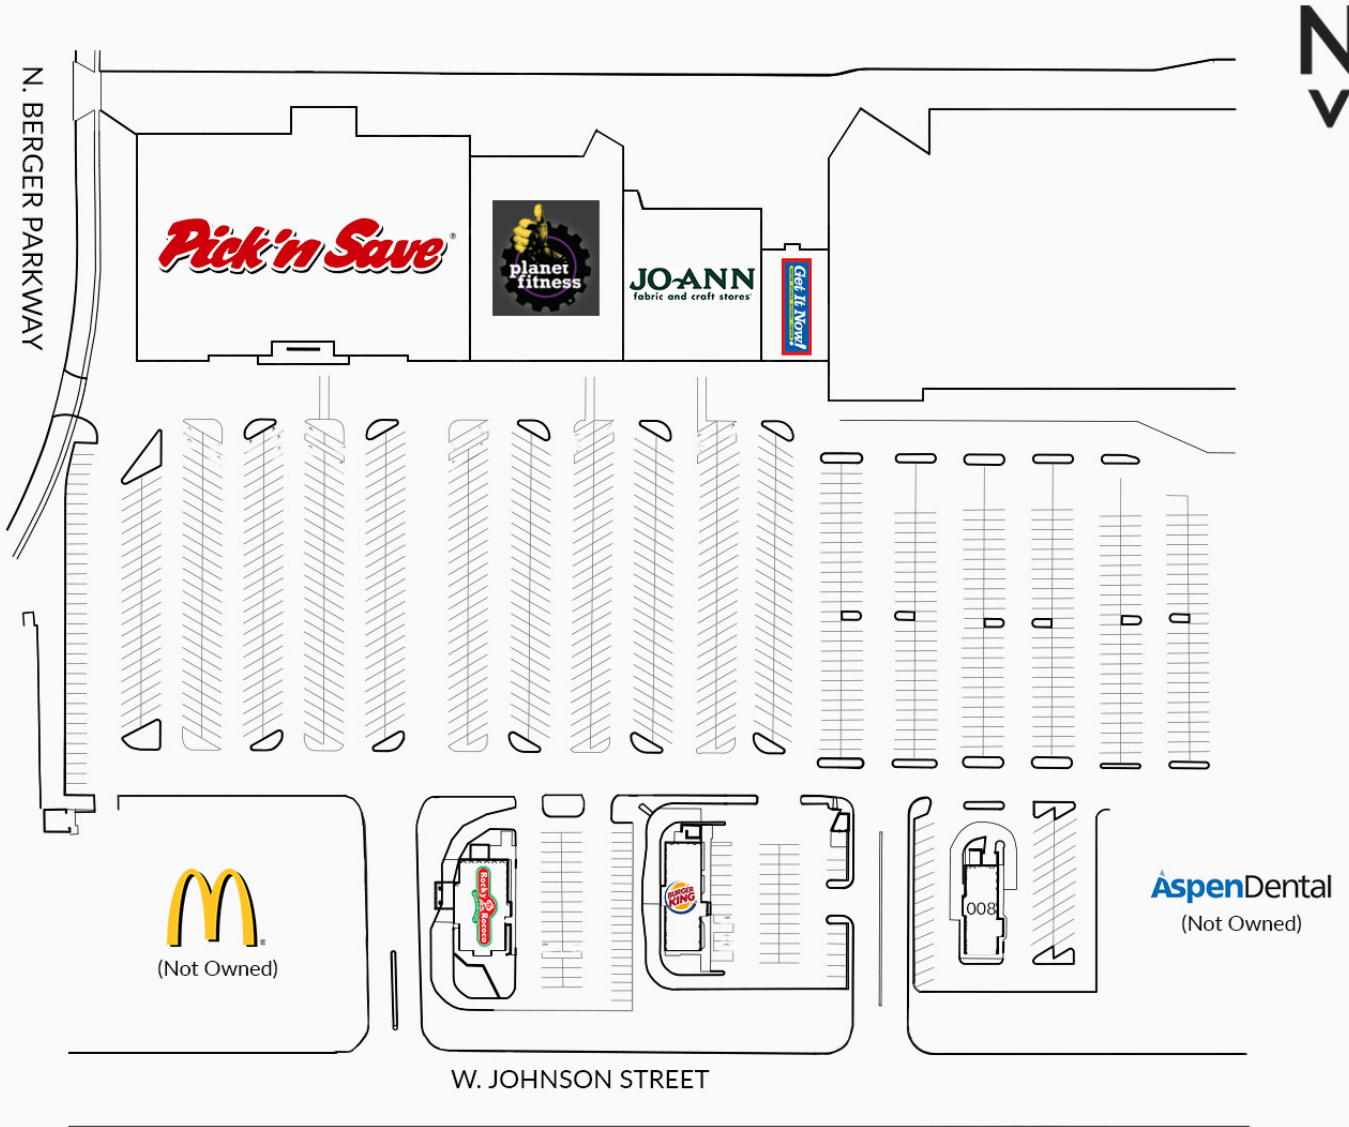 N
V
N. BERGER PARKWAY
Pick 'n Save®
planet
fitness
JO-ANN
fabric and craft stores®
Get It Now!
Rocky Rococo
BURGER
KING
008
AspenDental
(Not Owned)
(Not Owned)
W. JOHNSON STREET